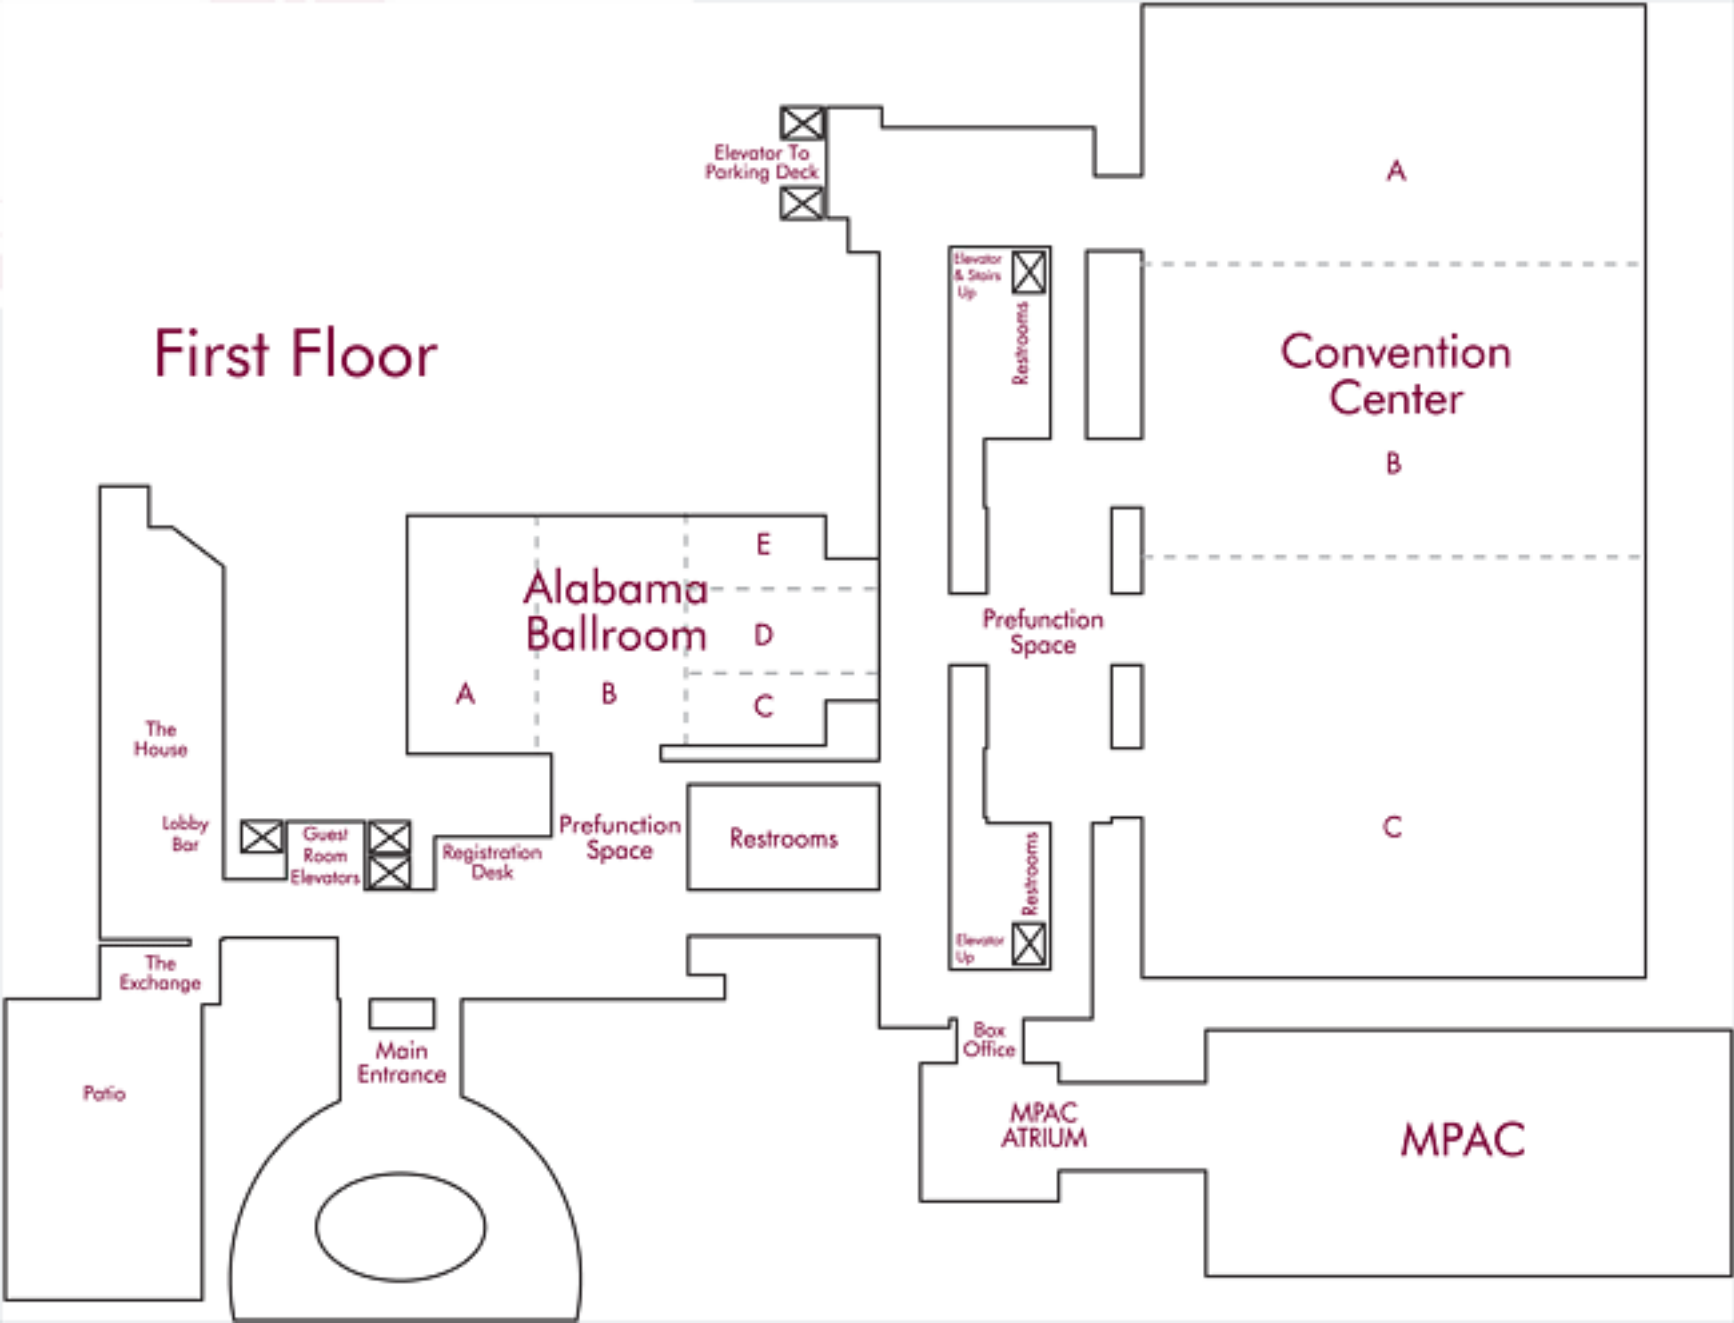 Elevator To
Parking Deck
A
Elevator
& Stairs
Up
Restrooms
First Floor
Convention
Center
B
E
Alabama
Ballroom
D
A
B
C
Prefunction
Space
The
House
Lobby
Bar
Guest
Room
Elevators
Registration
Desk
Prefunction
Space
Restrooms
Restrooms
C
Elevator
Up
The
Exchange
Main
Entrance
Box
Office
Patio
MPAC
ATRIUM
MPAC